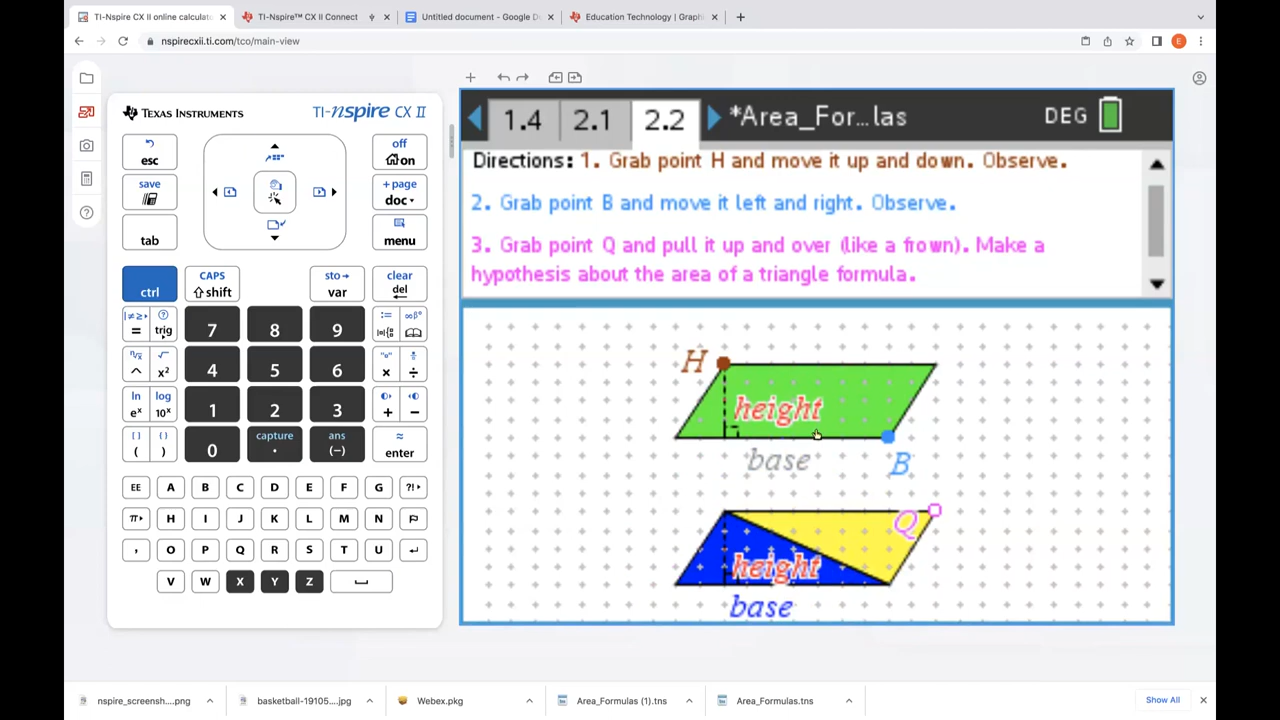 TI-Nspire CX II online calculat
TI-Nspire™ CX II Connect
Untitled document - Google D
Education Technology | Graph
nspirecxii.ti.com/tco/main-view
E
TEXAS INSTRUMENTS
TI-nspire CX II
esc
off
on
save
+ page
doc
tab
menu
ctrl
CAPS
shift
sto→
var
clear
del
= trig 7 8 9
^ x² 4 5 6 × ÷
ln log
eˣ 10ˣ 1 2 3 + −
( ) 0
capture
.
ans
(−)
≈
enter
EE A B C D E F G ?!
π H I J K L M N
, O P Q R S T U
V W X Y Z
1.4 2.1 2.2 *Area_For...las DEG
Directions: 1. Grab point H and move it up and down. Observe.
2. Grab point B and move it left and right. Observe.
3. Grab point Q and pull it up and over (like a frown). Make a
hypothesis about the area of a triangle formula.
H
height
base
B
Q
height
base
nspire_screensh....png
basketball-19105....jpg
Webex.pkg
Area_Formulas (1).tns
Area_Formulas.tns
Show All